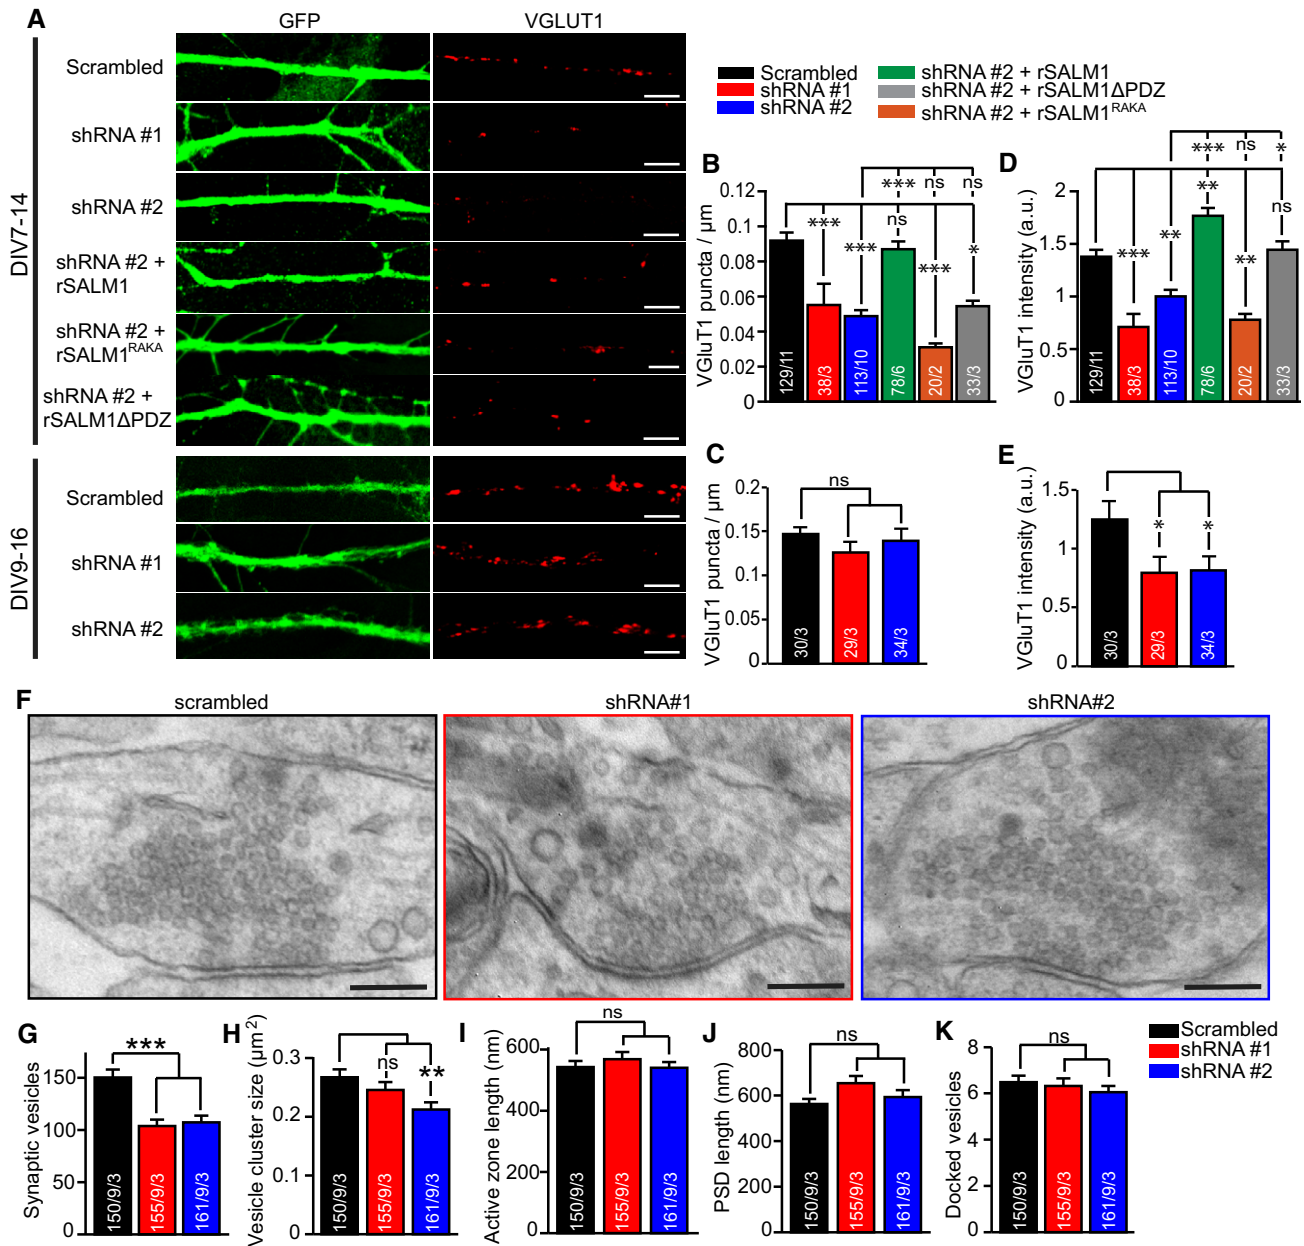 A
GFP
VGLUT1
DIV7-14
Scrambled
shRNA #1
shRNA #2
shRNA #2 +
rSALM1
shRNA #2 +
rSALM1RAKA
shRNA #2 +
rSALM1ΔPDZ
DIV9-16
Scrambled
shRNA #1
shRNA #2
Scrambled
shRNA #1
shRNA #2
shRNA #2 + rSALM1
shRNA #2 + rSALM1ΔPDZ
shRNA #2 + rSALM1RAKA
B
VGluT1 puncta / µm
0.12
0.1
0.08
0.06
0.04
0.02
0
*** ns ns
*** *** ns *** *
129/11 38/3 113/10 78/6 20/2 33/3
D
VGluT1 intensity (a.u.)
2
1.5
1
0.5
0
*** ns *
*** ** ** ** ns
129/11 38/3 113/10 78/6 20/2 33/3
C
VGluT1 puncta / µm
0.2
0.15
0.1
0.05
0
ns
30/3 29/3 34/3
E
VGluT1 intensity (a.u.)
1.5
1
0.5
0
* *
30/3 29/3 34/3
F
scrambled
shRNA#1
shRNA#2
G
Synaptic vesicles
150
100
50
0
***
150/9/3 155/9/3 161/9/3
H
Vesicle cluster size (µm-2)
0.3
0.2
0.1
0
ns **
150/9/3 155/9/3 161/9/3
I
Active zone length (nm)
600
400
200
0
ns
150/9/3 155/9/3 161/9/3
J
PSD length (nm)
800
600
400
200
0
ns
150/9/3 155/9/3 161/9/3
K
Docked vesicles
8
6
4
2
0
ns
150/9/3 155/9/3 161/9/3
Scrambled
shRNA #1
shRNA #2